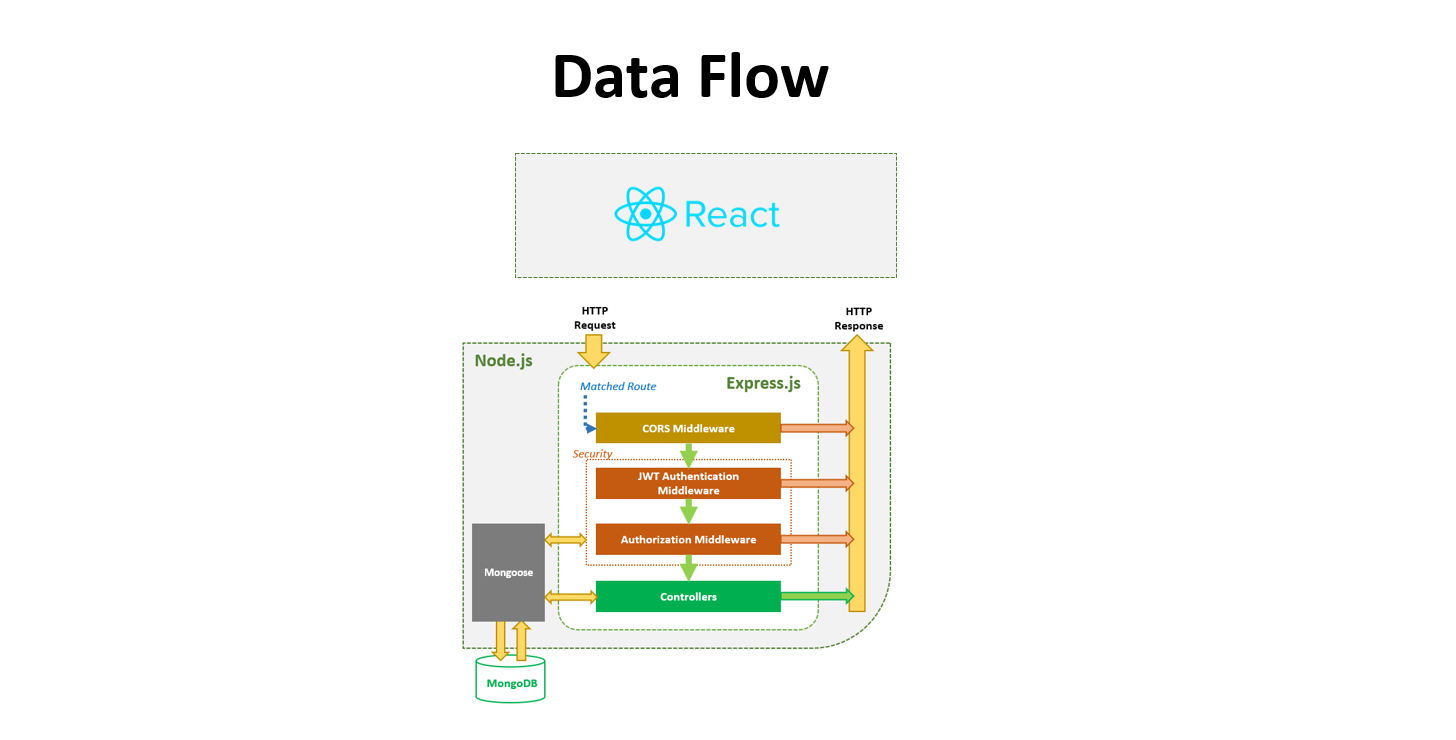 Data Flow
React
HTTP
Request
HTTP
Response
Node.js
Express.js
Matched Route
CORS Middleware
Security
JWT Authentication
Middleware
Authorization Middleware
Mongoose
Controllers
MongoDB